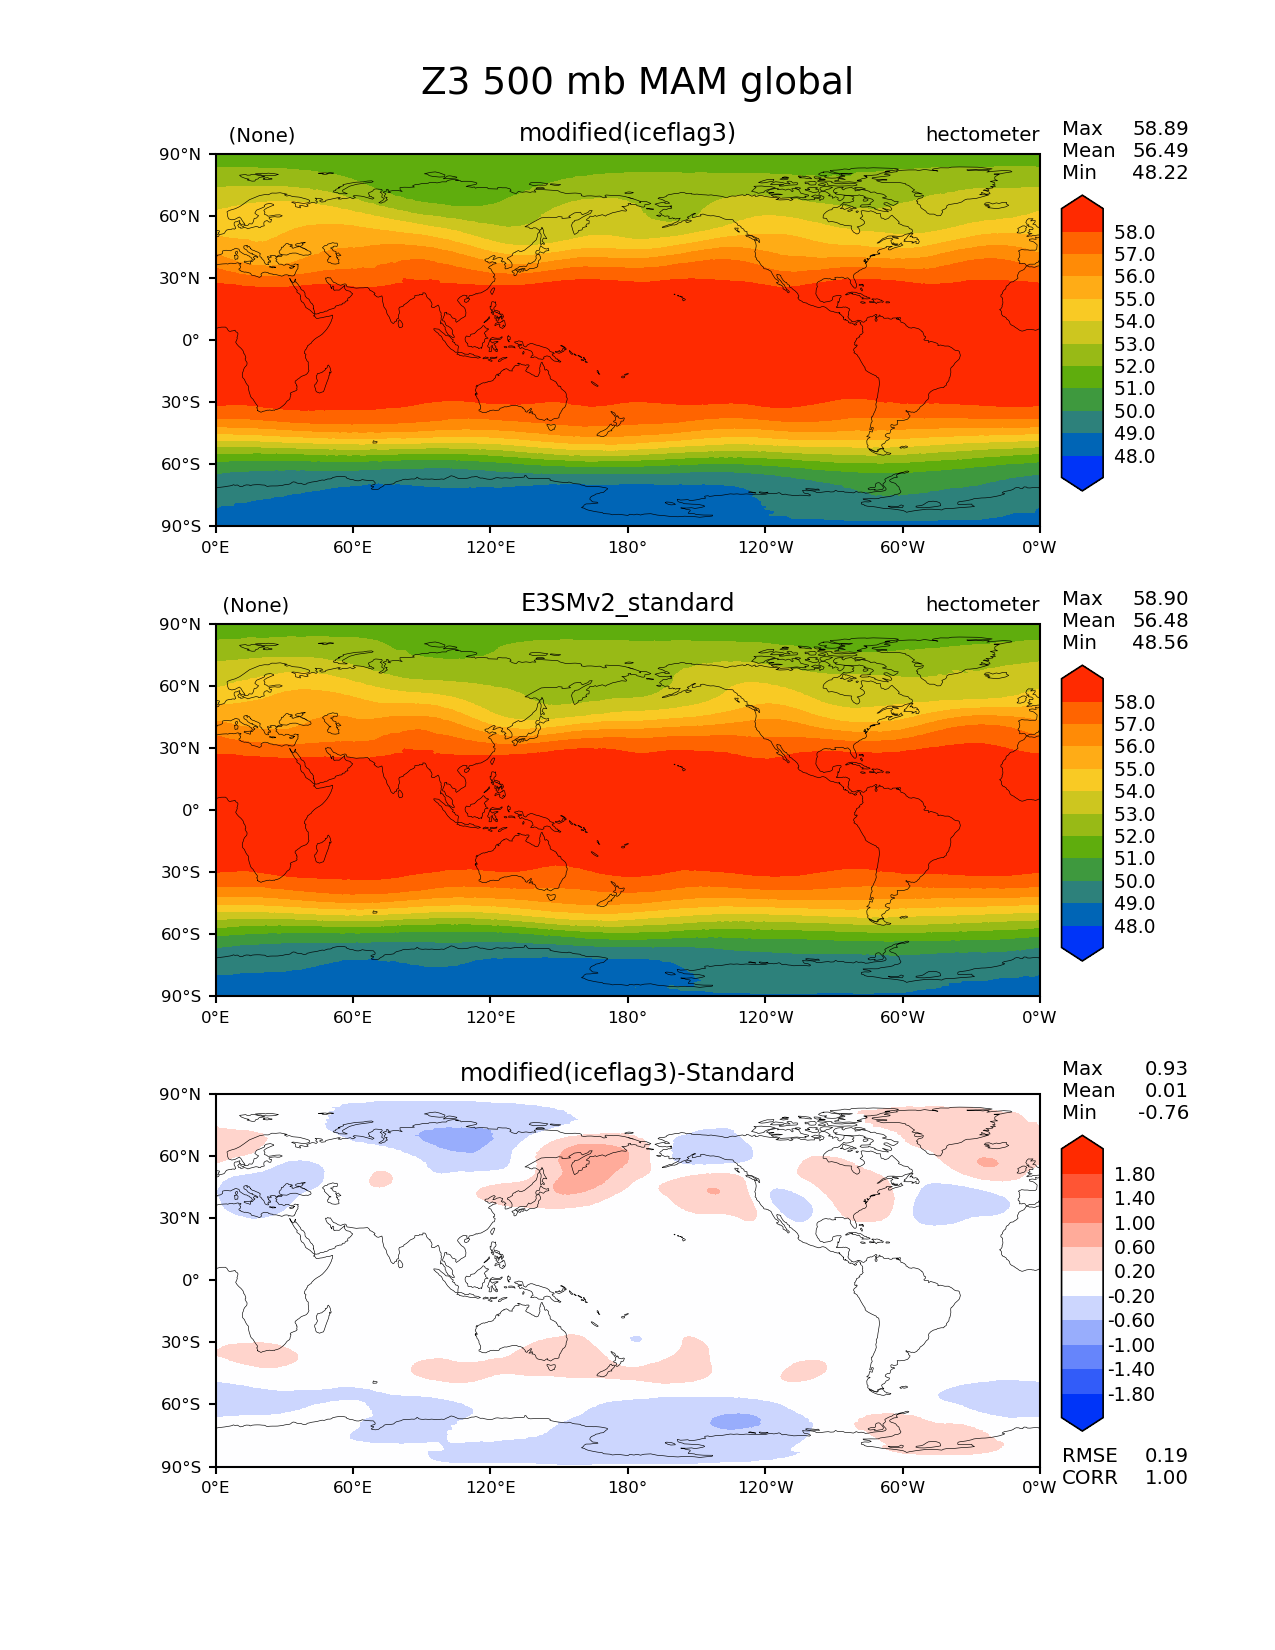 Z3 500 mb MAM global
(None) modified(iceflag3) hectometer
Max 58.89
Mean 56.49
Min 48.22
90°N
60°N
30°N
0°
30°S
60°S
90°S
0°E 60°E 120°E 180° 120°W 60°W 0°W
58.0
57.0
56.0
55.0
54.0
53.0
52.0
51.0
50.0
49.0
48.0
(None) E3SMv2_standard hectometer
Max 58.90
Mean 56.48
Min 48.56
90°N
60°N
30°N
0°
30°S
60°S
90°S
0°E 60°E 120°E 180° 120°W 60°W 0°W
58.0
57.0
56.0
55.0
54.0
53.0
52.0
51.0
50.0
49.0
48.0
modified(iceflag3)-Standard
Max 0.93
Mean 0.01
Min -0.76
90°N
60°N
30°N
0°
30°S
60°S
90°S
0°E 60°E 120°E 180° 120°W 60°W 0°W
1.80
1.40
1.00
0.60
0.20
-0.20
-0.60
-1.00
-1.40
-1.80
RMSE 0.19
CORR 1.00